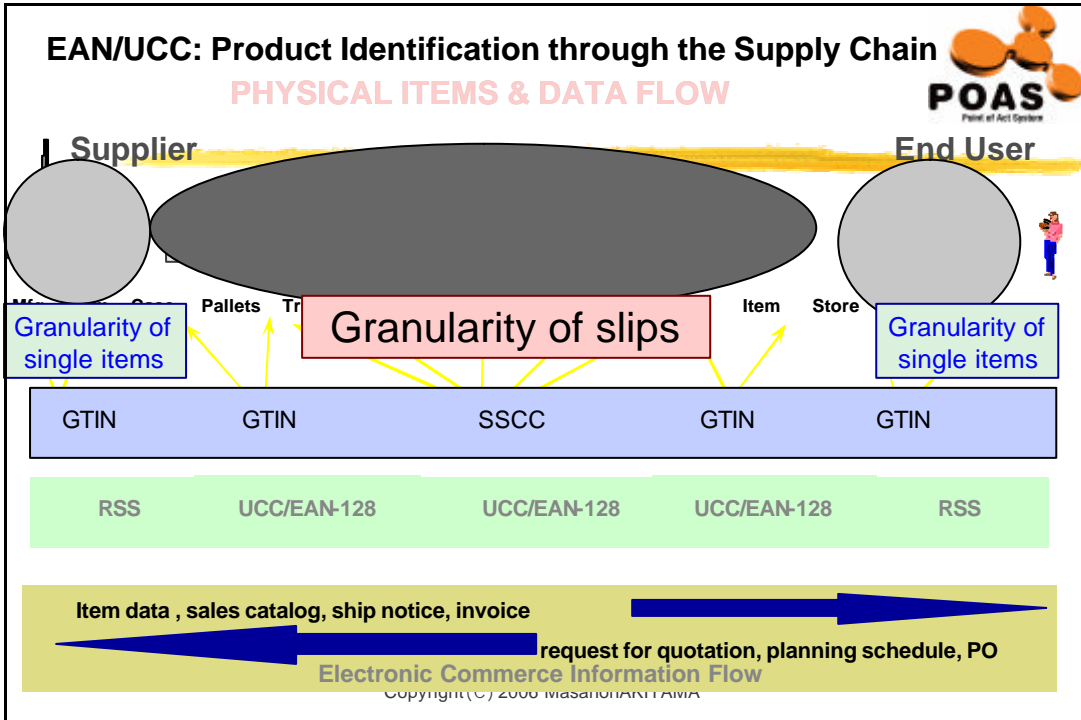 EAN/UCC: Product Identification through the Supply Chain
PHYSICAL ITEMS & DATA FLOW
POAS
Point of Act System
Supplier
End User
Pallets
Item Store
Granularity of
single items
Granularity of slips
Granularity of
single items
GTIN GTIN SSCC GTIN GTIN
RSS UCC/EAN-128 UCC/EAN-128 UCC/EAN-128 RSS
Item data , sales catalog, ship notice, invoice
request for quotation, planning schedule, PO
Electronic Commerce Information Flow
Copyright (C) 2006 MasanoriAKIYAMA